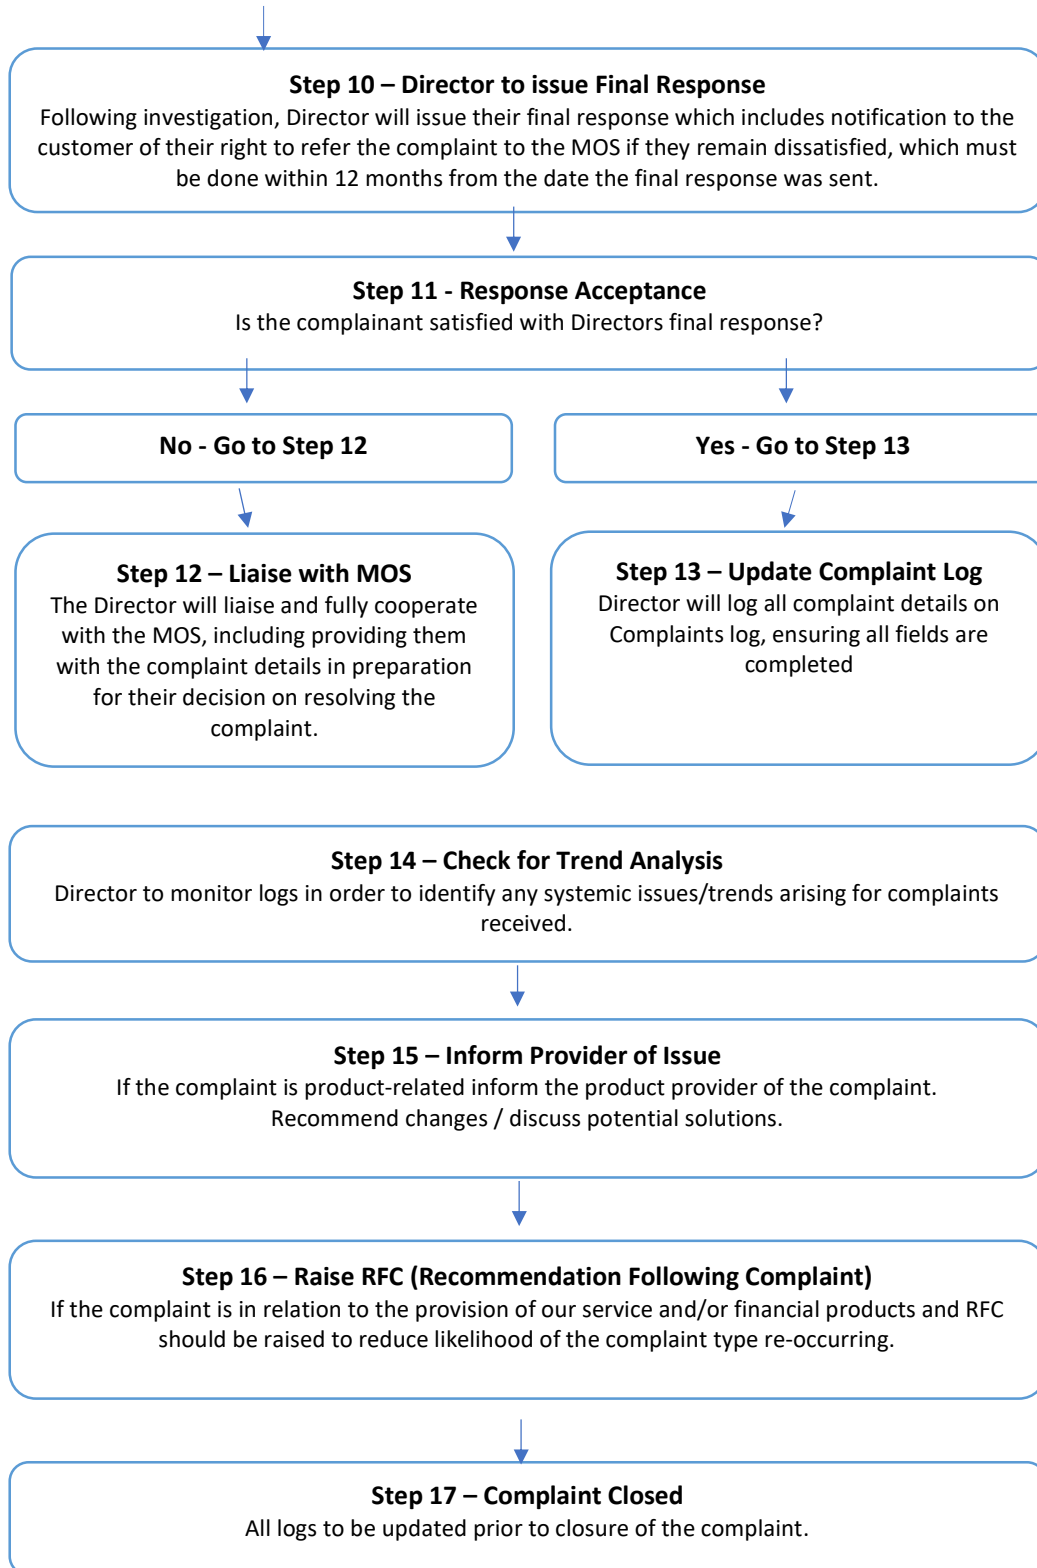 Step 10 – Director to issue Final Response
Following investigation, Director will issue their final response which includes notification to the
customer of their right to refer the complaint to the MOS if they remain dissatisfied, which must
be done within 12 months from the date the final response was sent.
Step 11 - Response Acceptance
Is the complainant satisfied with Directors final response?
No - Go to Step 12
Yes - Go to Step 13
Step 12 – Liaise with MOS
The Director will liaise and fully cooperate
with the MOS, including providing them
with the complaint details in preparation
for their decision on resolving the
complaint.
Step 13 – Update Complaint Log
Director will log all complaint details on
Complaints log, ensuring all fields are
completed
Step 14 – Check for Trend Analysis
Director to monitor logs in order to identify any systemic issues/trends arising for complaints
received.
Step 15 – Inform Provider of Issue
If the complaint is product-related inform the product provider of the complaint.
Recommend changes / discuss potential solutions.
Step 16 – Raise RFC (Recommendation Following Complaint)
If the complaint is in relation to the provision of our service and/or financial products and RFC
should be raised to reduce likelihood of the complaint type re-occurring.
Step 17 – Complaint Closed
All logs to be updated prior to closure of the complaint.